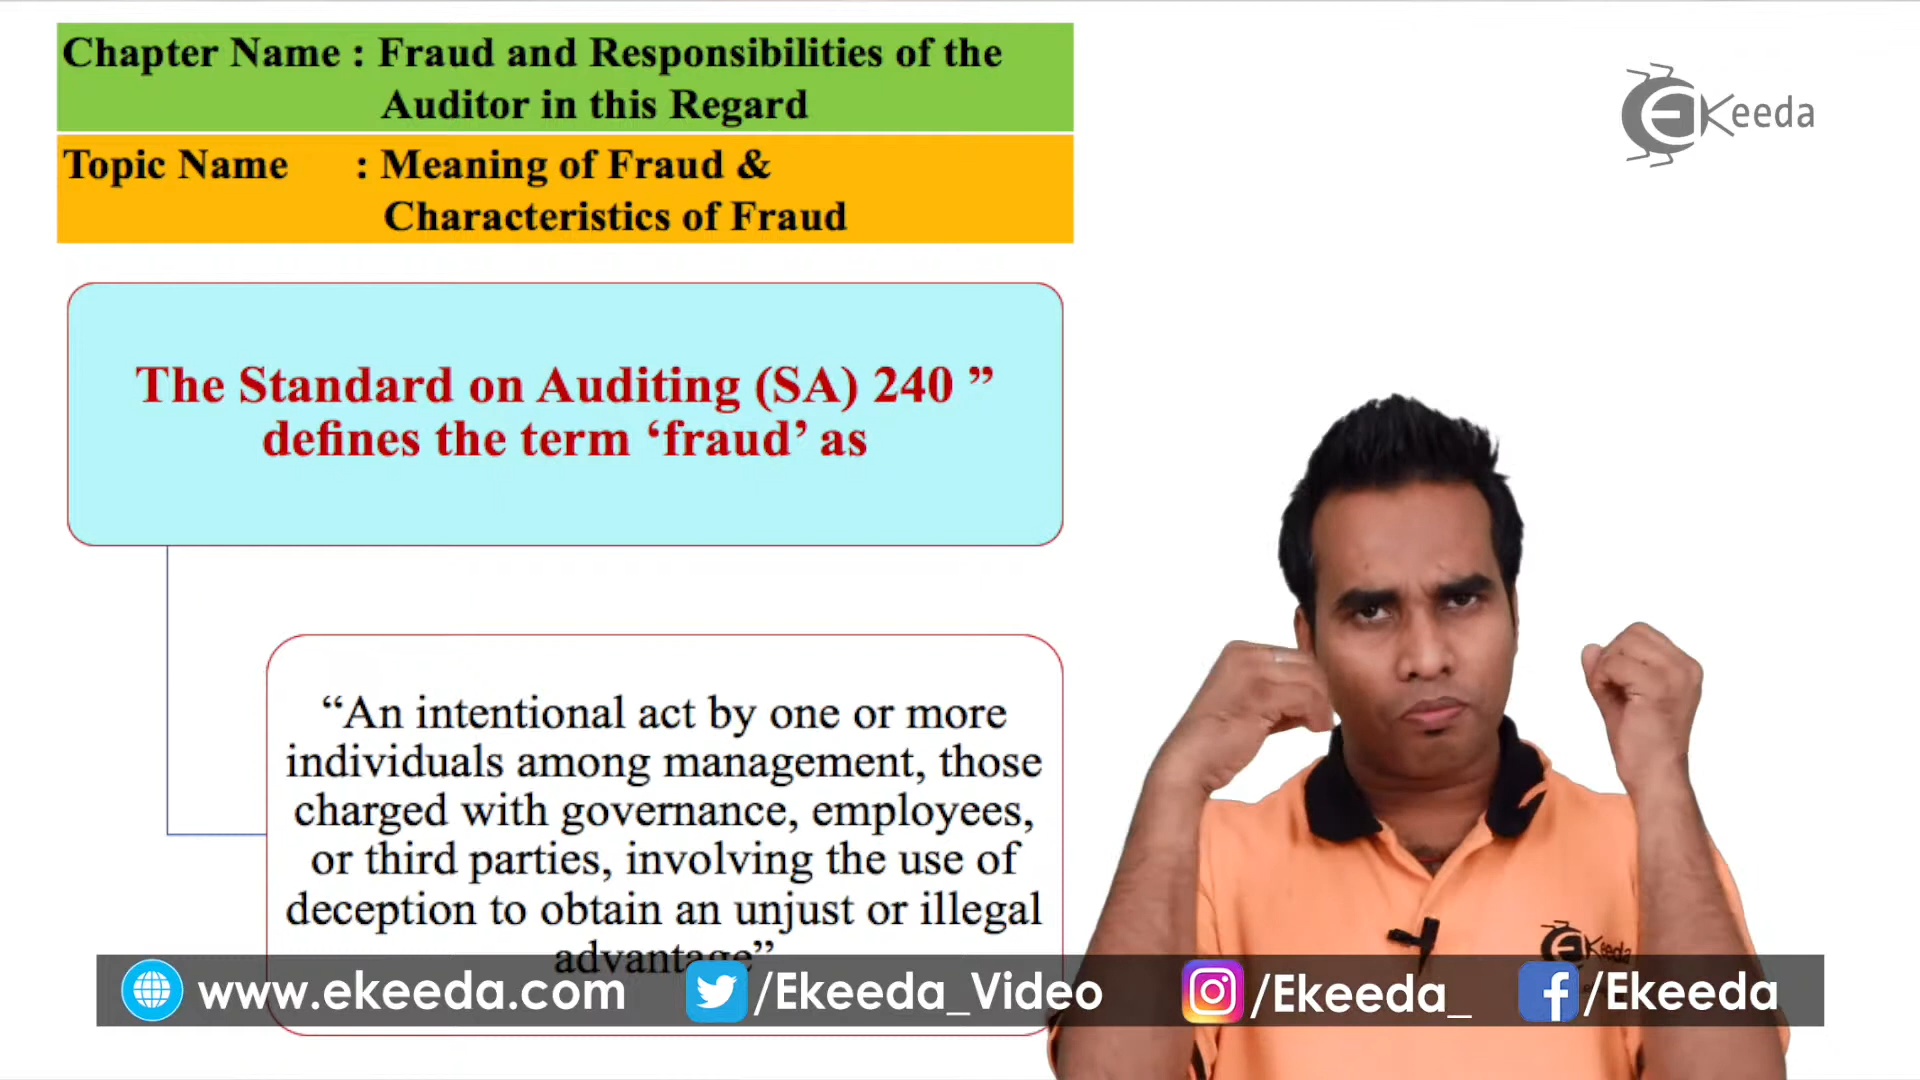 Chapter Name : Fraud and Responsibilities of the
Auditor in this Regard
Topic Name : Meaning of Fraud &
Characteristics of Fraud
EKeeda
The Standard on Auditing (SA) 240 ”
defines the term ‘fraud’ as
“An intentional act by one or more
individuals among management, those
charged with governance, employees,
or third parties, involving the use of
deception to obtain an unjust or illegal
advantage”
EKeeda
www.ekeeda.com /Ekeeda_Video /Ekeeda_ /Ekeeda